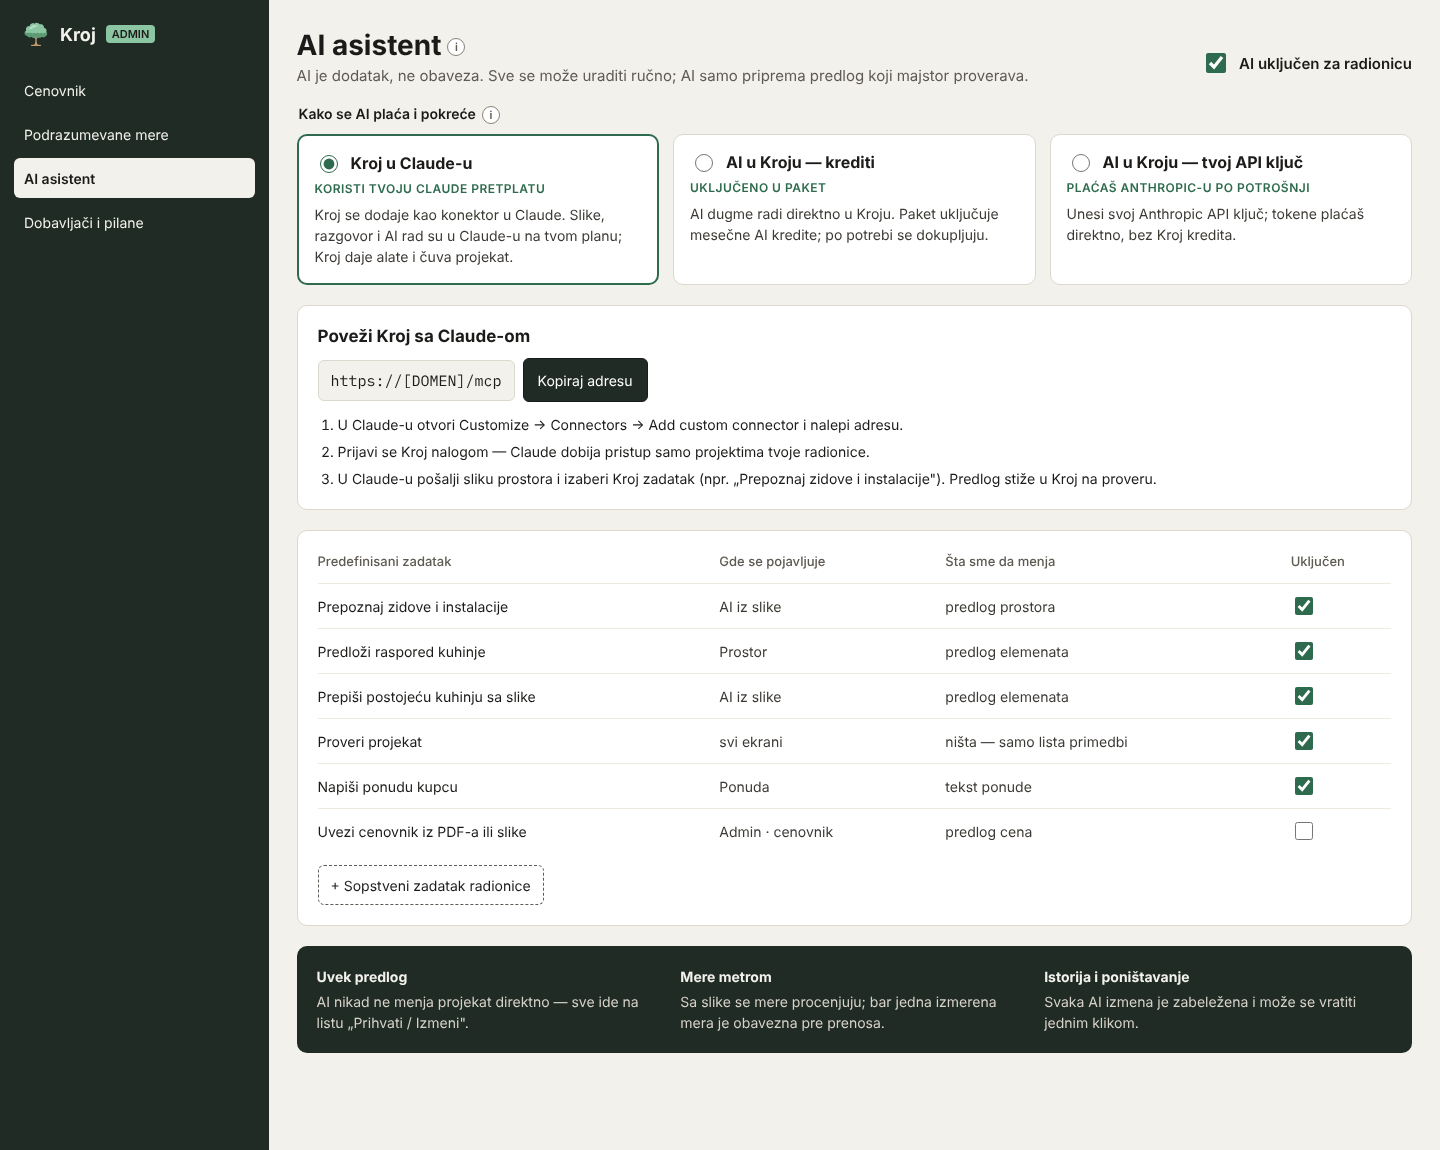 Kroj ADMIN
Cenovnik
Podrazumevane mere
AI asistent
Dobavljači i pilane
AI asistent i
AI je dodatak, ne obaveza. Sve se može uraditi ručno; AI samo priprema predlog koji majstor proverava.
AI uključen za radionicu
Kako se AI plaća i pokreće i
Kroj u Claude-u
KORISTI TVOJU CLAUDE PRETPLATU
Kroj se dodaje kao konektor u Claude. Slike,
razgovor i AI rad su u Claude-u na tvom planu;
Kroj daje alate i čuva projekat.
AI u Kroju — krediti
UKLJUČENO U PAKET
AI dugme radi direktno u Kroju. Paket uključuje
mesečne AI kredite; po potrebi se dokupljuju.
AI u Kroju — tvoj API ključ
PLAĆAŠ ANTHROPIC-U PO POTROŠNJI
Unesi svoj Anthropic API ključ; tokene plaćaš
direktno, bez Kroj kredita.
Poveži Kroj sa Claude-om
https://[DOMEN]/mcp
Kopiraj adresu
1. U Claude-u otvori Customize → Connectors → Add custom connector i nalepi adresu.
2. Prijavi se Kroj nalogom — Claude dobija pristup samo projektima tvoje radionice.
3. U Claude-u pošalji sliku prostora i izaberi Kroj zadatak (npr. „Prepoznaj zidove i instalacije"). Predlog stiže u Kroj na proveru.
Predefinisani zadatak Gde se pojavljuje Šta sme da menja Uključen
Prepoznaj zidove i instalacije AI iz slike predlog prostora
Predloži raspored kuhinje Prostor predlog elemenata
Prepiši postojeću kuhinju sa slike AI iz slike predlog elemenata
Proveri projekat svi ekrani ništa — samo lista primedbi
Napiši ponudu kupcu Ponuda tekst ponude
Uvezi cenovnik iz PDF-a ili slike Admin · cenovnik predlog cena
+ Sopstveni zadatak radionice
Uvek predlog
AI nikad ne menja projekat direktno — sve ide na
listu „Prihvati / Izmeni".
Mere metrom
Sa slike se mere procenjuju; bar jedna izmerena
mera je obavezna pre prenosa.
Istorija i poništavanje
Svaka AI izmena je zabeležena i može se vratiti
jednim klikom.